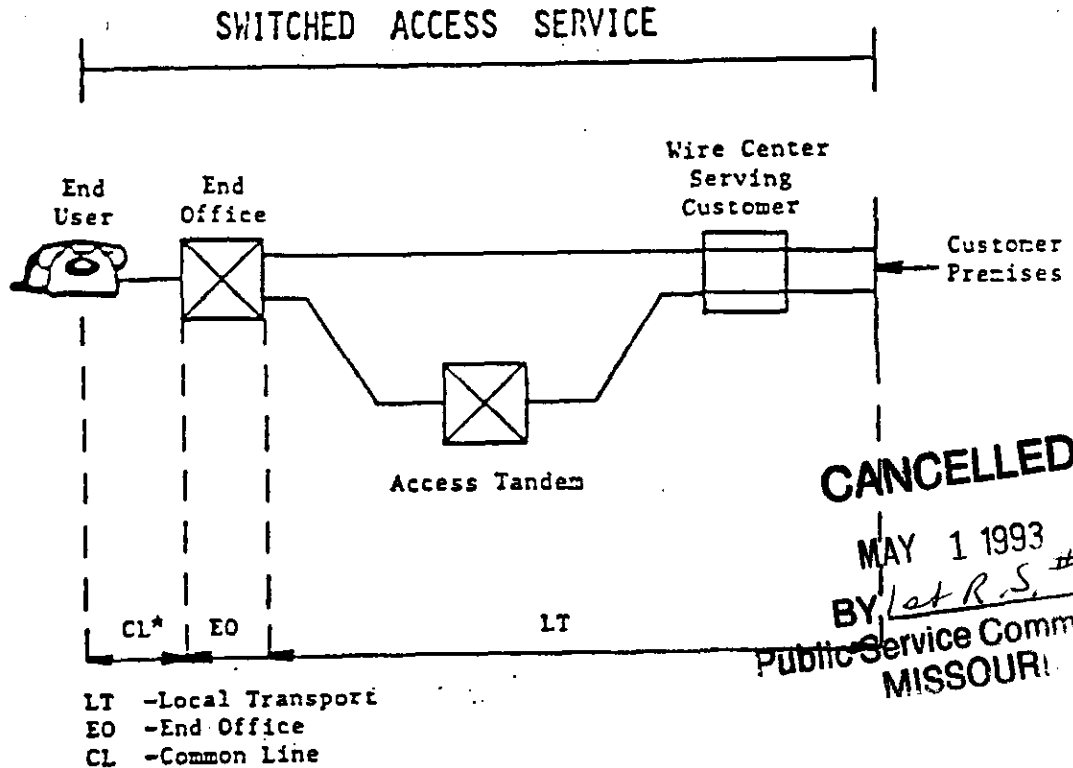 SWITCHED ACCESS SERVICE
Wire Center
Serving
Customer
End
User
End
Office
Customer
Premises
Access Tandem
CANCELLED
MAY 1 1993
BY 1st R.S. #
Public Service Comm
MISSOURI
CL* EO LT
LT -Local Transport
EO -End Office
CL -Common Line